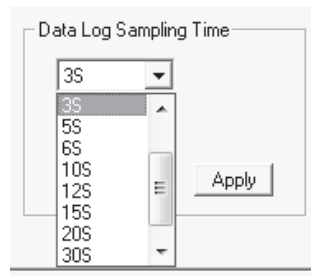 Data Log Sampling Time
3S
3S
5S
6S
10S
12S
15S
20S
30S
Apply